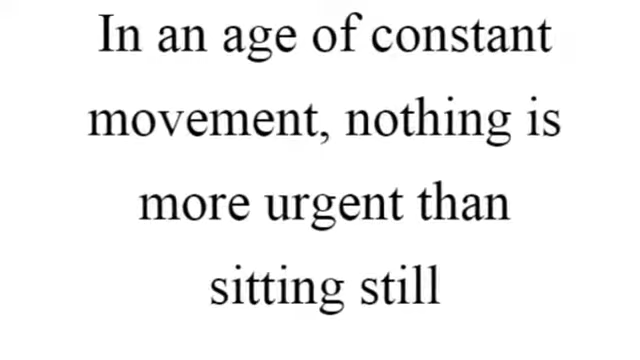 In an age of constant
movement, nothing is
more urgent than
sitting still